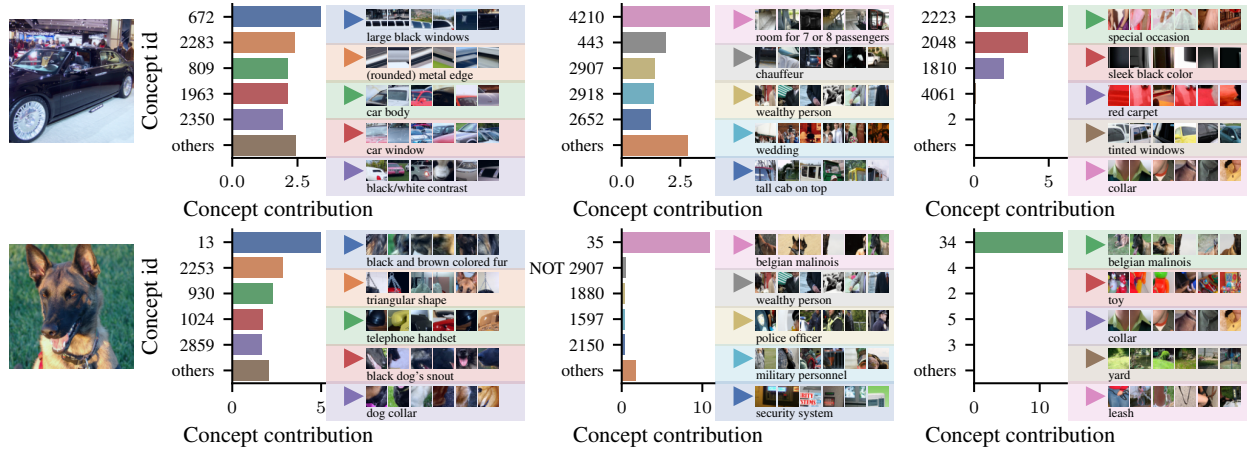 Concept id
672
2283
809
1963
2350
others
0.0
2.5
Concept contribution
large black windows
(rounded) metal edge
car body
car window
black/white contrast
4210
443
2907
2918
2652
others
0.0
2.5
Concept contribution
room for 7 or 8 passengers
chauffeur
wealthy person
wedding
tall cab on top
2223
2048
1810
4061
2
others
0
5
Concept contribution
special occasion
sleek black color
red carpet
tinted windows
collar
Concept id
13
2253
930
1024
2859
others
0
5
Concept contribution
black and brown colored fur
triangular shape
telephone handset
black dog's snout
dog collar
35
NOT 2907
1880
1597
2150
others
0
10
Concept contribution
belgian malinois
wealthy person
police officer
military personnel
security system
34
4
2
5
3
others
0
10
Concept contribution
belgian malinois
toy
collar
yard
leash